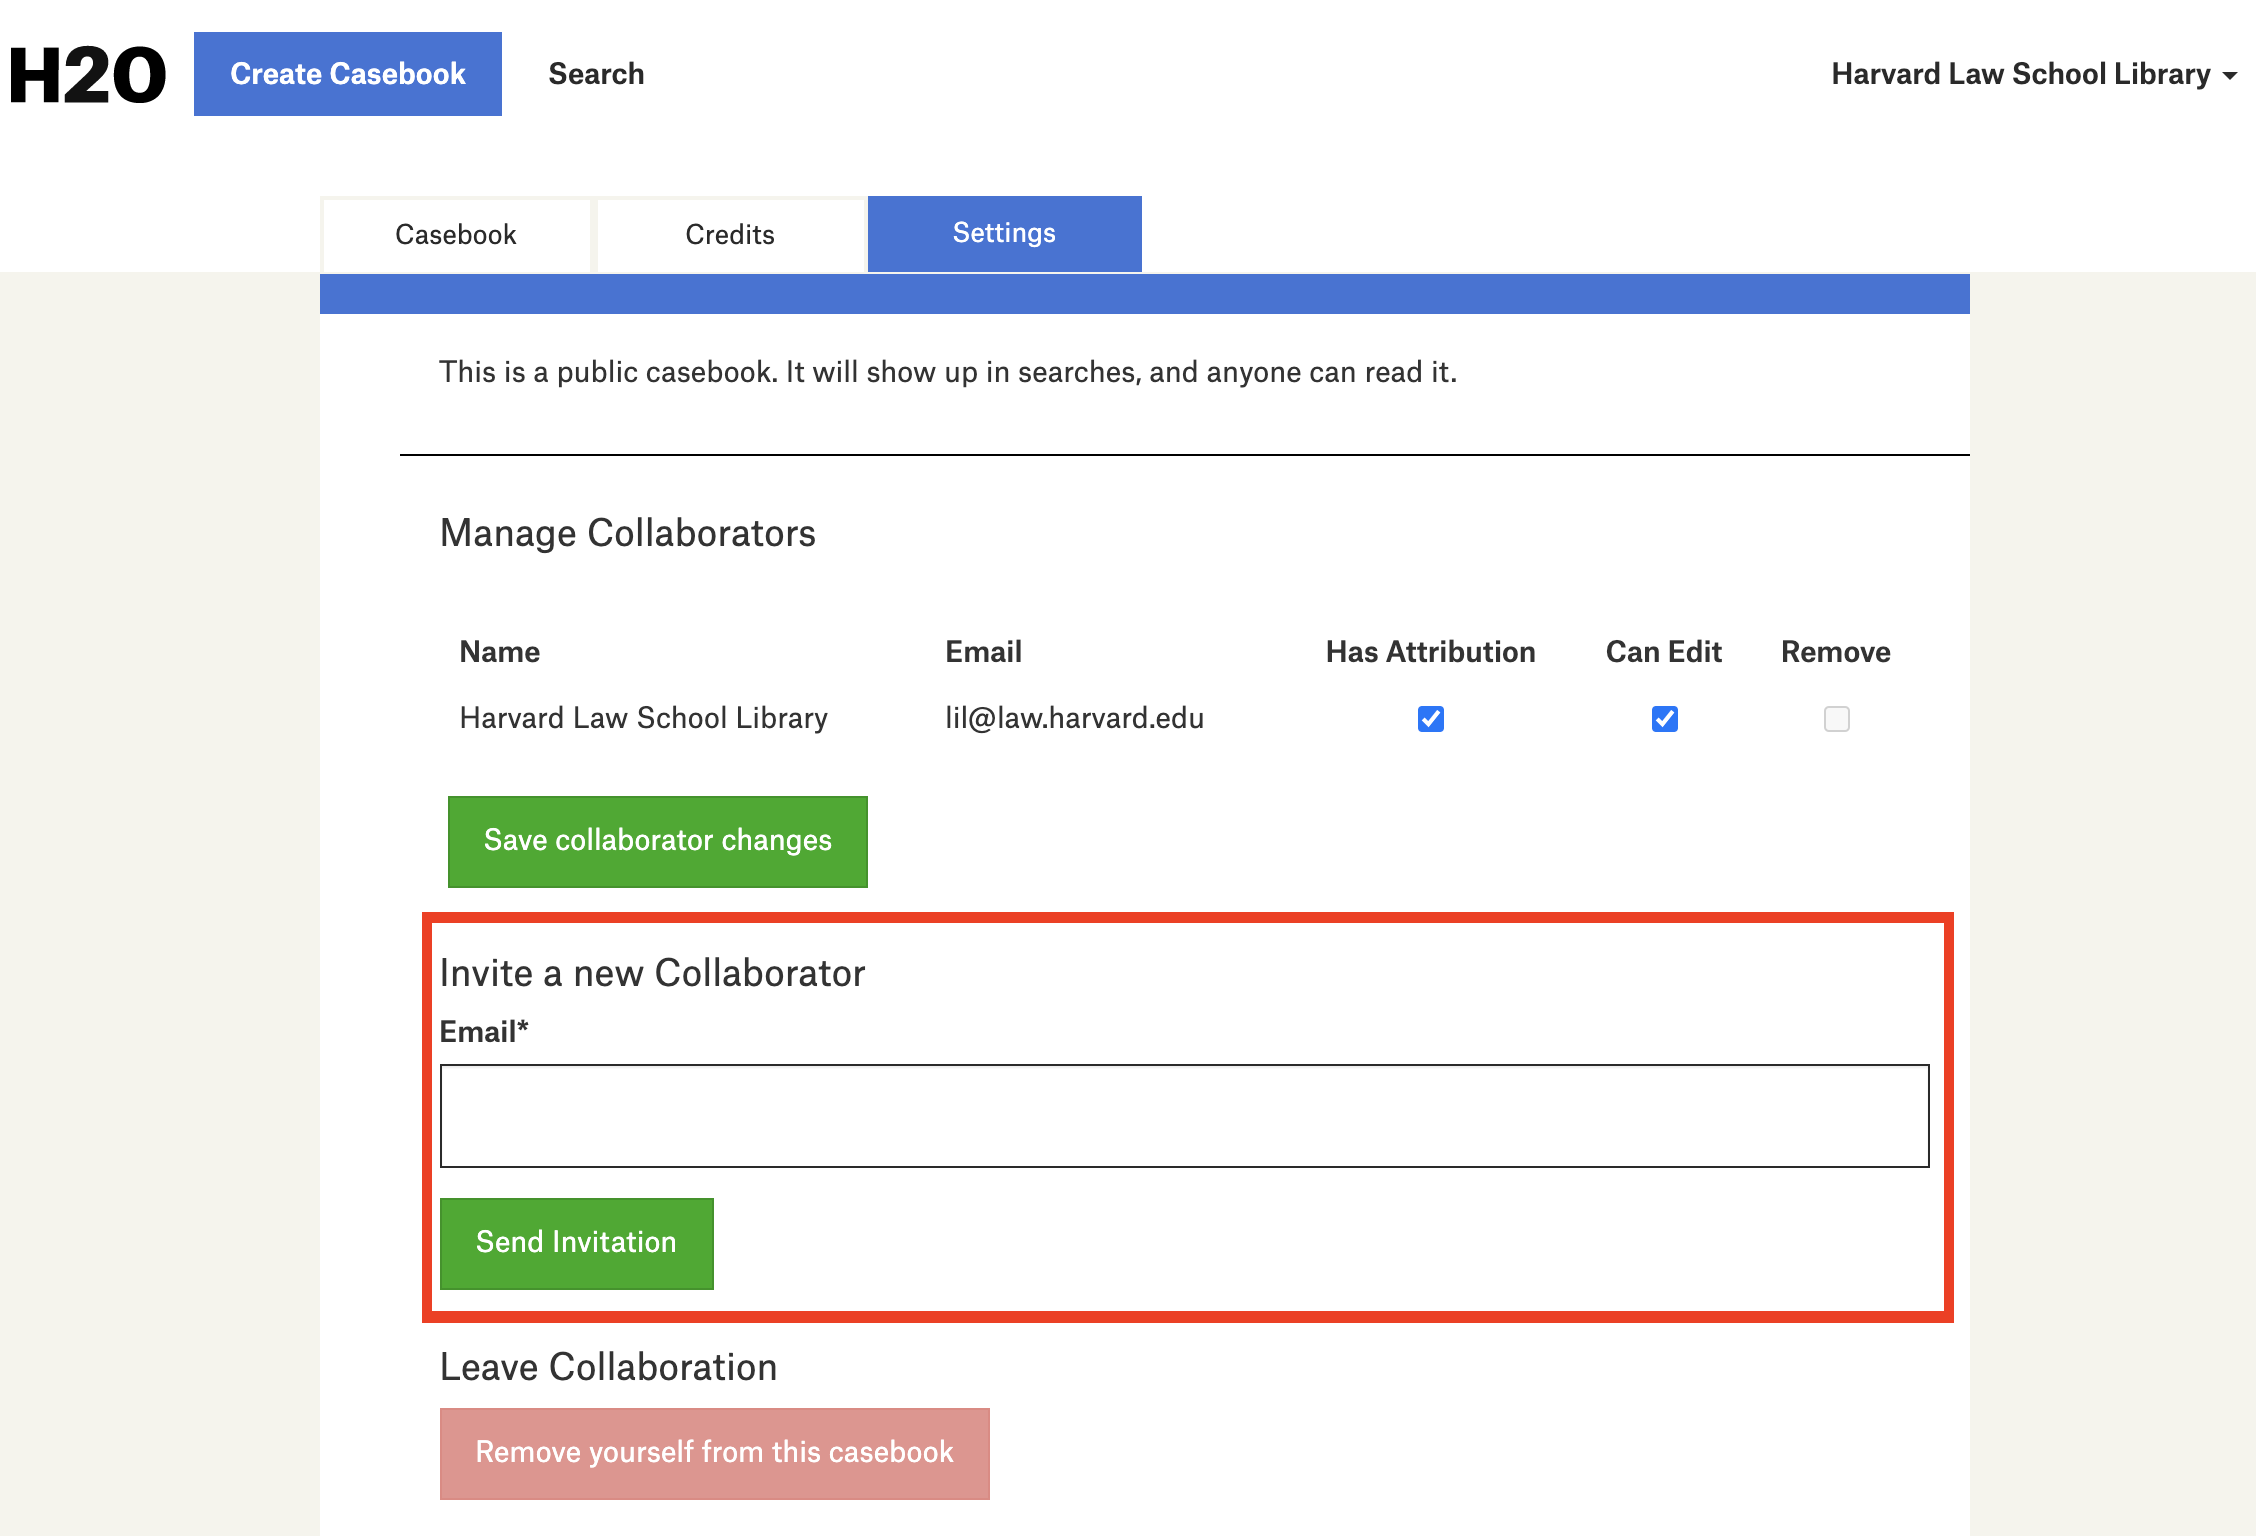 H2O Create Casebook Search Harvard Law School Library
Casebook Credits Settings
This is a public casebook. It will show up in searches, and anyone can read it.
Manage Collaborators
Name Email Has Attribution Can Edit Remove
Harvard Law School Library lil@law.harvard.edu
Save collaborator changes
Invite a new Collaborator
Email*
Send Invitation
Leave Collaboration
Remove yourself from this casebook